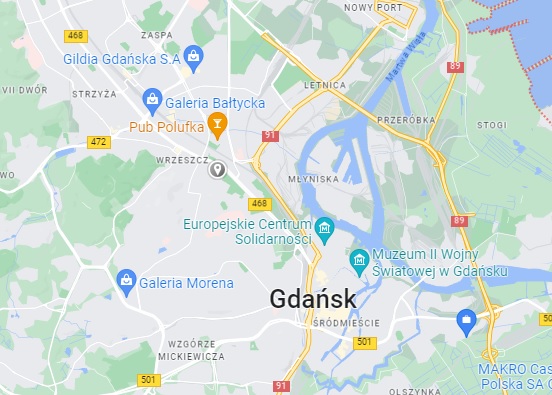 NOWY PORT
468
ZASPA
Gildia Gdańska S.A
89
VII DWÓR
STRZYŻA
LETNICA
Martwa Wisła
Galeria Bałtycka
Pub Polufka
PRZERÓBKA
STOGI
91
472
WRZESZCZ
WO
MŁYNISKA
468
89
Europejskie Centrum
Solidarności
Muzeum II Wojny
Światowej w Gdańsku
Galeria Morena
Gdańsk
ŚRÓDMIEŚCIE
501
50
WZGÓRZE
MICKIEWICZA
501
91
MAKRO Cas
Polska SA C
OLSZYNKA